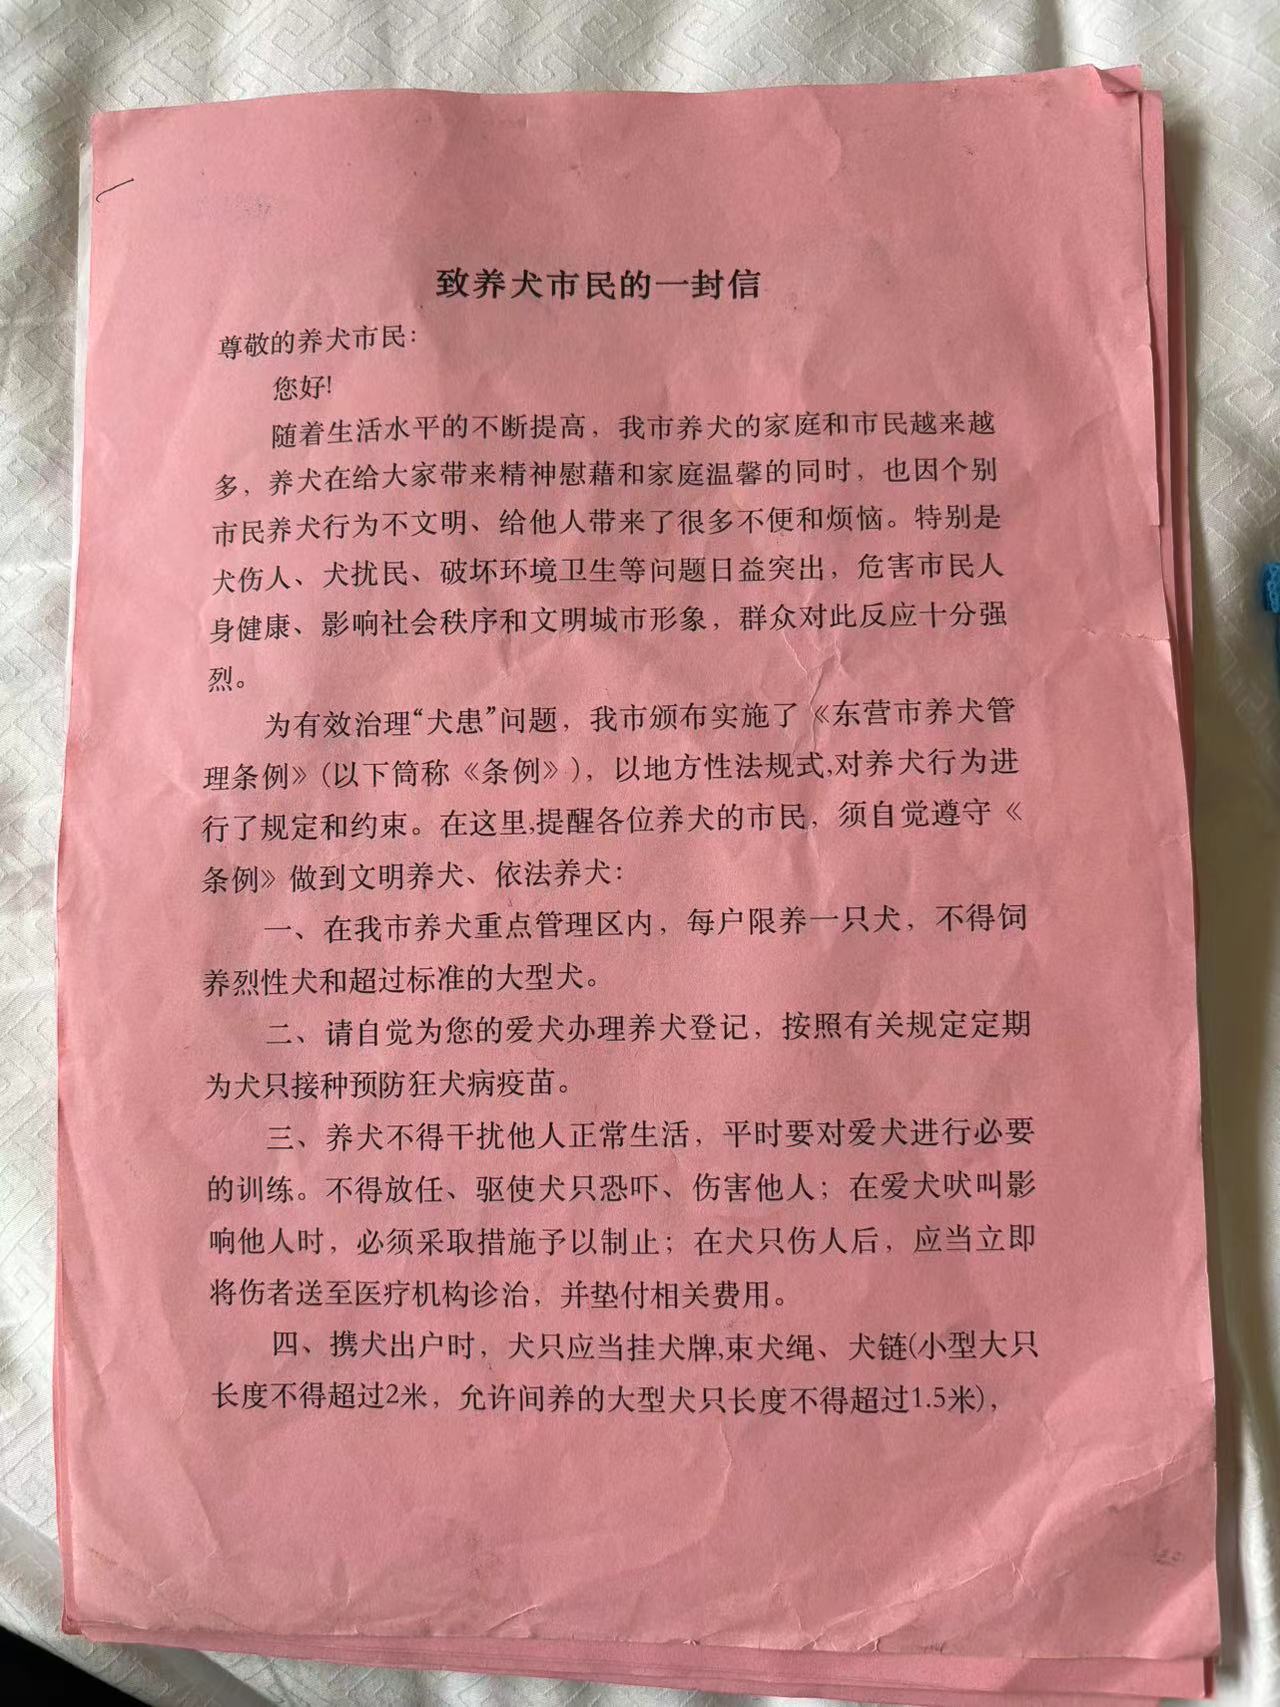 致养犬市民的一封信
尊敬的养犬市民：
您好！
随着生活水平的不断提高，我市养犬的家庭和市民越来越
多，养犬在给大家带来精神慰藉和家庭温馨的同时，也因个别
市民养犬行为不文明、给他人带来了很多不便和烦恼。特别是
犬伤人、犬扰民、破坏环境卫生等问题日益突出，危害市民人
身健康、影响社会秩序和文明城市形象，群众对此反应十分强
烈。
为有效治理“犬患”问题，我市颁布实施了《东营市养犬管
理条例》(以下简称《条例》)，以地方性法规式,对养犬行为进
行了规定和约束。在这里,提醒各位养犬的市民，须自觉遵守《
条例》做到文明养犬、依法养犬：
一、在我市养犬重点管理区内，每户限养一只犬，不得饲
养烈性犬和超过标准的大型犬。
二、请自觉为您的爱犬办理养犬登记，按照有关规定定期
为犬只接种预防狂犬病疫苗。
三、养犬不得干扰他人正常生活，平时要对爱犬进行必要
的训练。不得放任、驱使犬只恐吓、伤害他人；在爱犬吠叫影
响他人时，必须采取措施予以制止；在犬只伤人后，应当立即
将伤者送至医疗机构诊治，并垫付相关费用。
四、携犬出户时，犬只应当挂犬牌,束犬绳、犬链(小型大只
长度不得超过2米，允许间养的大型犬只长度不得超过1.5米)，